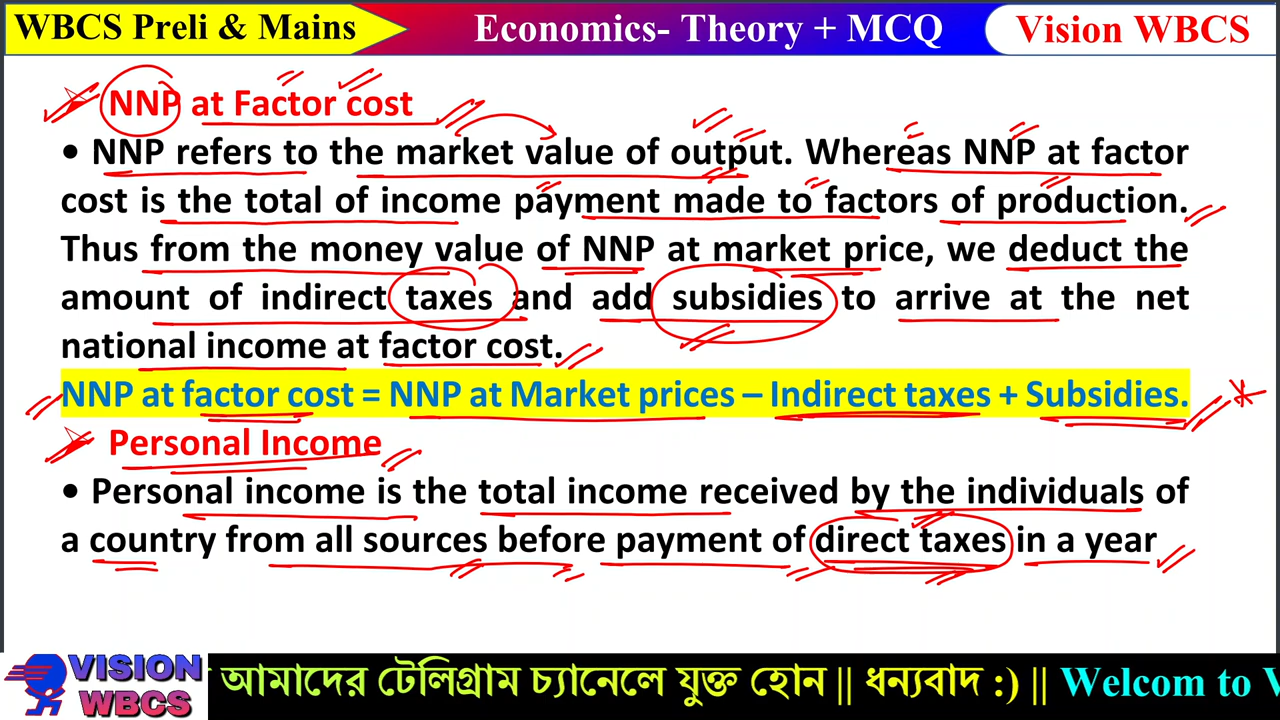 WBCS Preli & Mains
Economics- Theory + MCQ
Vision WBCS
NNP at Factor cost
• NNP refers to the market value of output. Whereas NNP at factor
cost is the total of income payment made to factors of production.
Thus from the money value of NNP at market price, we deduct the
amount of indirect taxes and add subsidies to arrive at the net
national income at factor cost.
NNP at factor cost = NNP at Market prices – Indirect taxes + Subsidies.
Personal Income
• Personal income is the total income received by the individuals of
a country from all sources before payment of direct taxes in a year
VISION
WBCS
আমাদের টেলিগ্রাম চ্যানেলে যুক্ত হোন || ধন্যবাদ :) || Welcom to